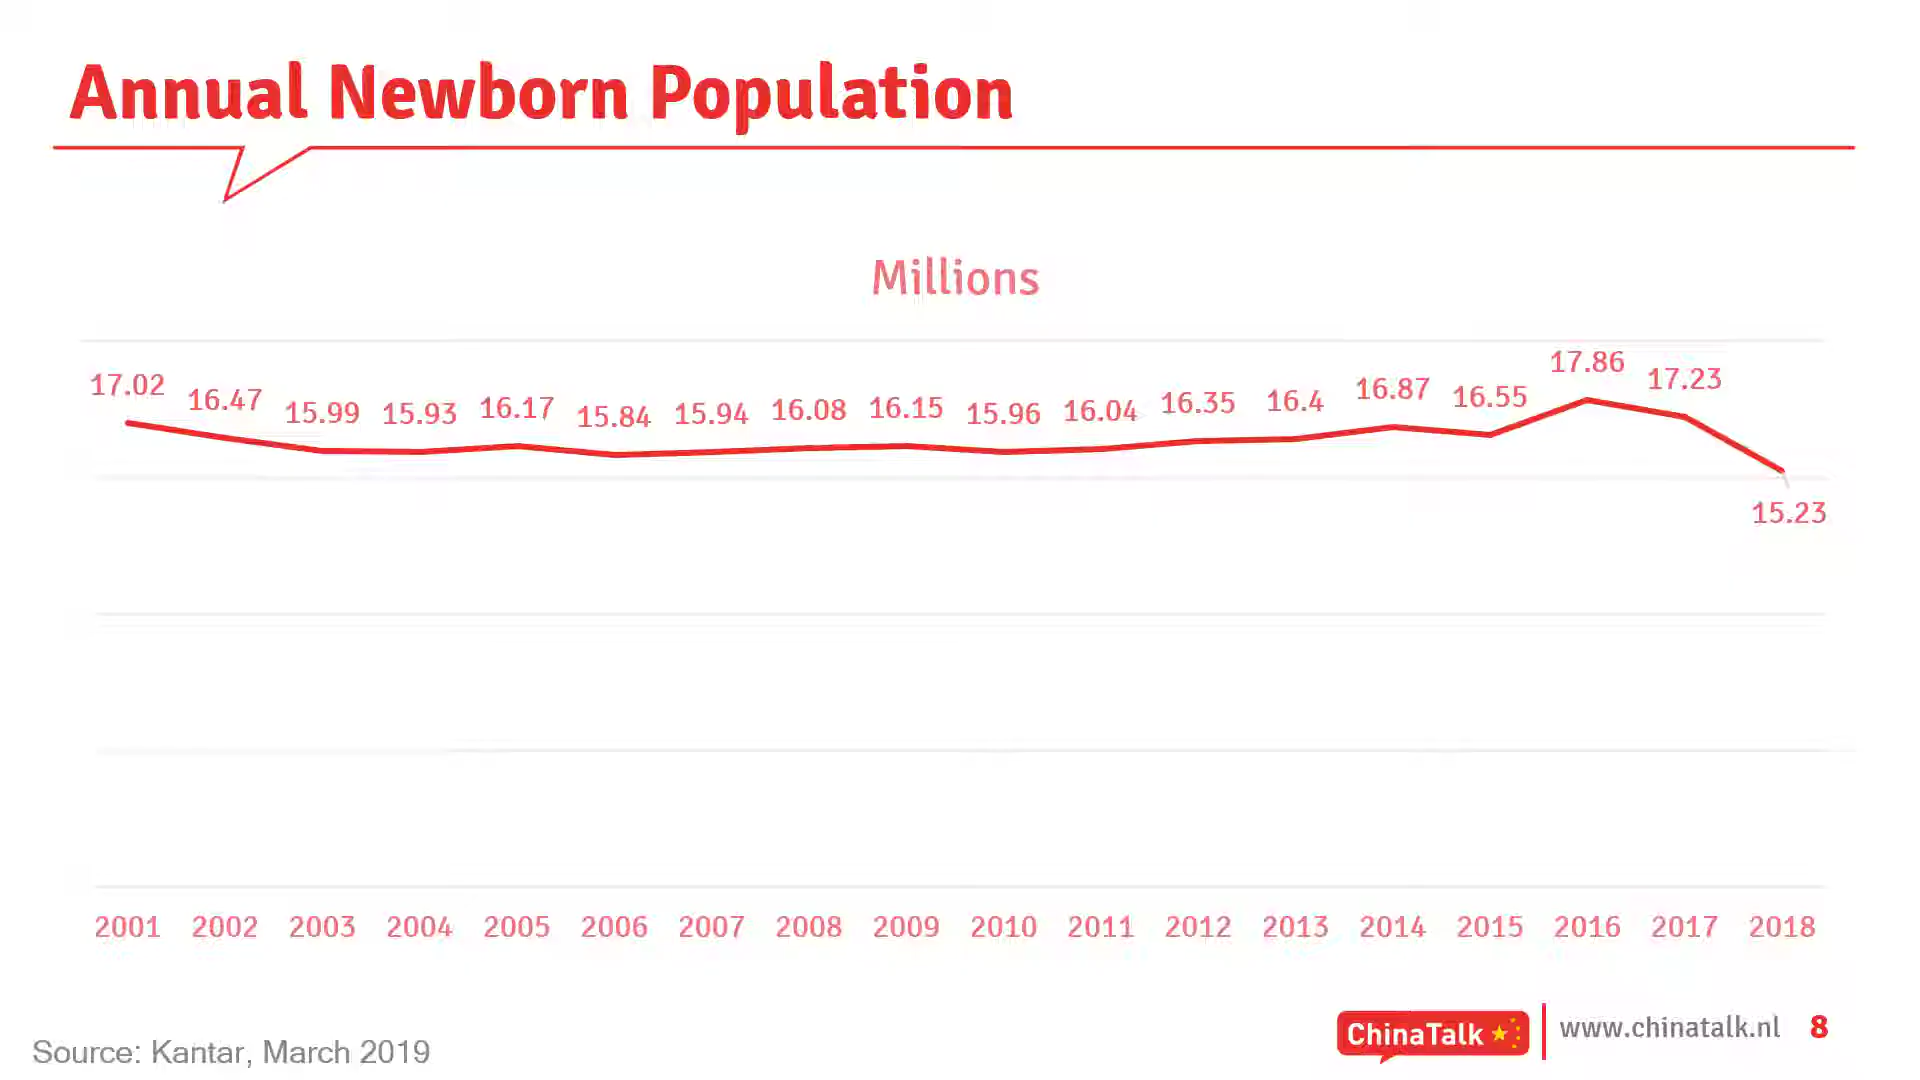 Annual Newborn Population
Millions
17.02 16.47 15.99 15.93 16.17 15.84 15.94 16.08 16.15 15.96 16.04 16.35 16.4 16.87 16.55 17.86 17.23 15.23
2001 2002 2003 2004 2005 2006 2007 2008 2009 2010 2011 2012 2013 2014 2015 2016 2017 2018
Source: Kantar, March 2019
ChinaTalk
www.chinatalk.nl 8